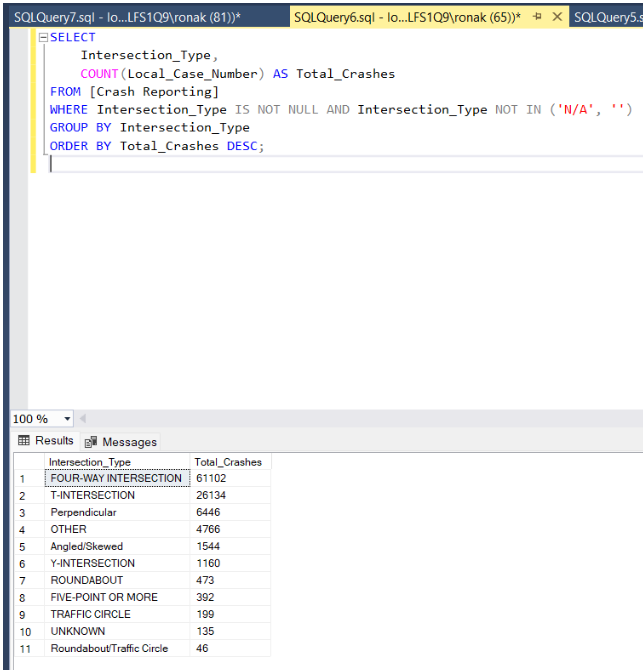 SQLQuery7.sql - lo...LFS1Q9\ronak (81))*
SQLQuery6.sql - lo...LFS1Q9\ronak (65))*
SQLQuery5.s
SELECT
Intersection_Type,
COUNT(Local_Case_Number) AS Total_Crashes
FROM [Crash Reporting]
WHERE Intersection_Type IS NOT NULL AND Intersection_Type NOT IN ('N/A', '')
GROUP BY Intersection_Type
ORDER BY Total_Crashes DESC;
100 %
Results Messages
Intersection_Type Total_Crashes
1 FOUR-WAY INTERSECTION 61102
2 T-INTERSECTION 26134
3 Perpendicular 6446
4 OTHER 4766
5 Angled/Skewed 1544
6 Y-INTERSECTION 1160
7 ROUNDABOUT 473
8 FIVE-POINT OR MORE 392
9 TRAFFIC CIRCLE 199
10 UNKNOWN 135
11 Roundabout/Traffic Circle 46